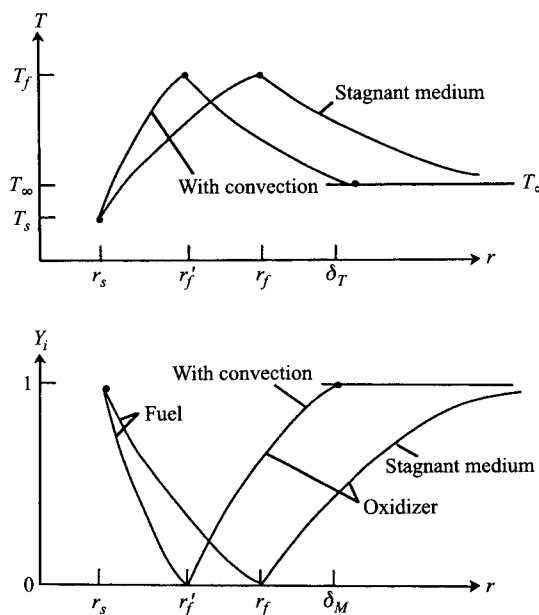 T
T_f
Stagnant medium
T_∞
With convection
T_s
r_s
r_f′
r_f
δ_T
r
Y_i
With convection
1
Fuel
Stagnant medium
Oxidizer
0
r_s
r_f′
r_f
δ_M
r